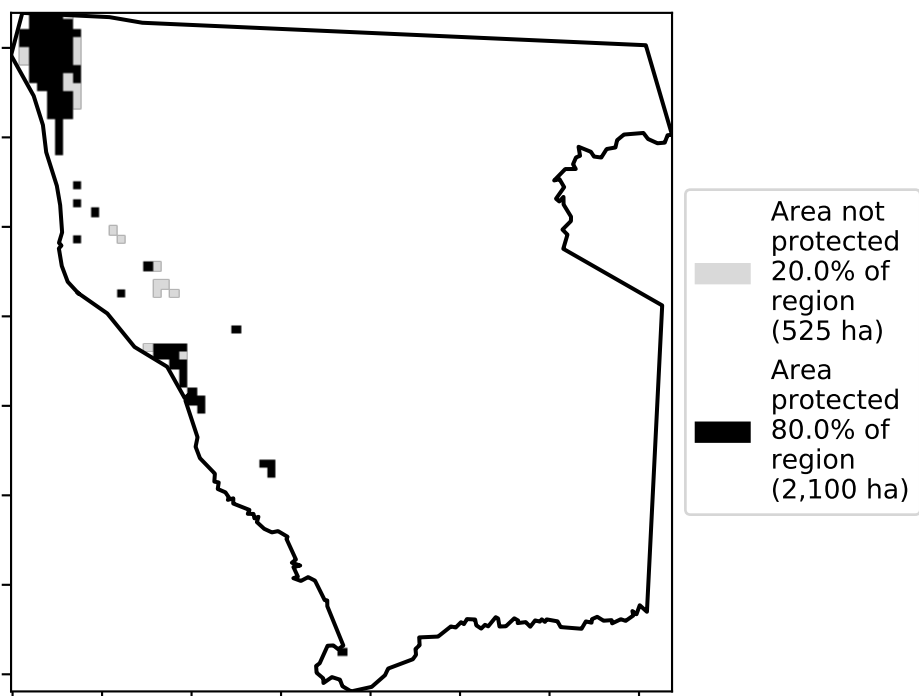 Area not
protected
20.0% of
region
(525 ha)
Area
protected
80.0% of
region
(2,100 ha)